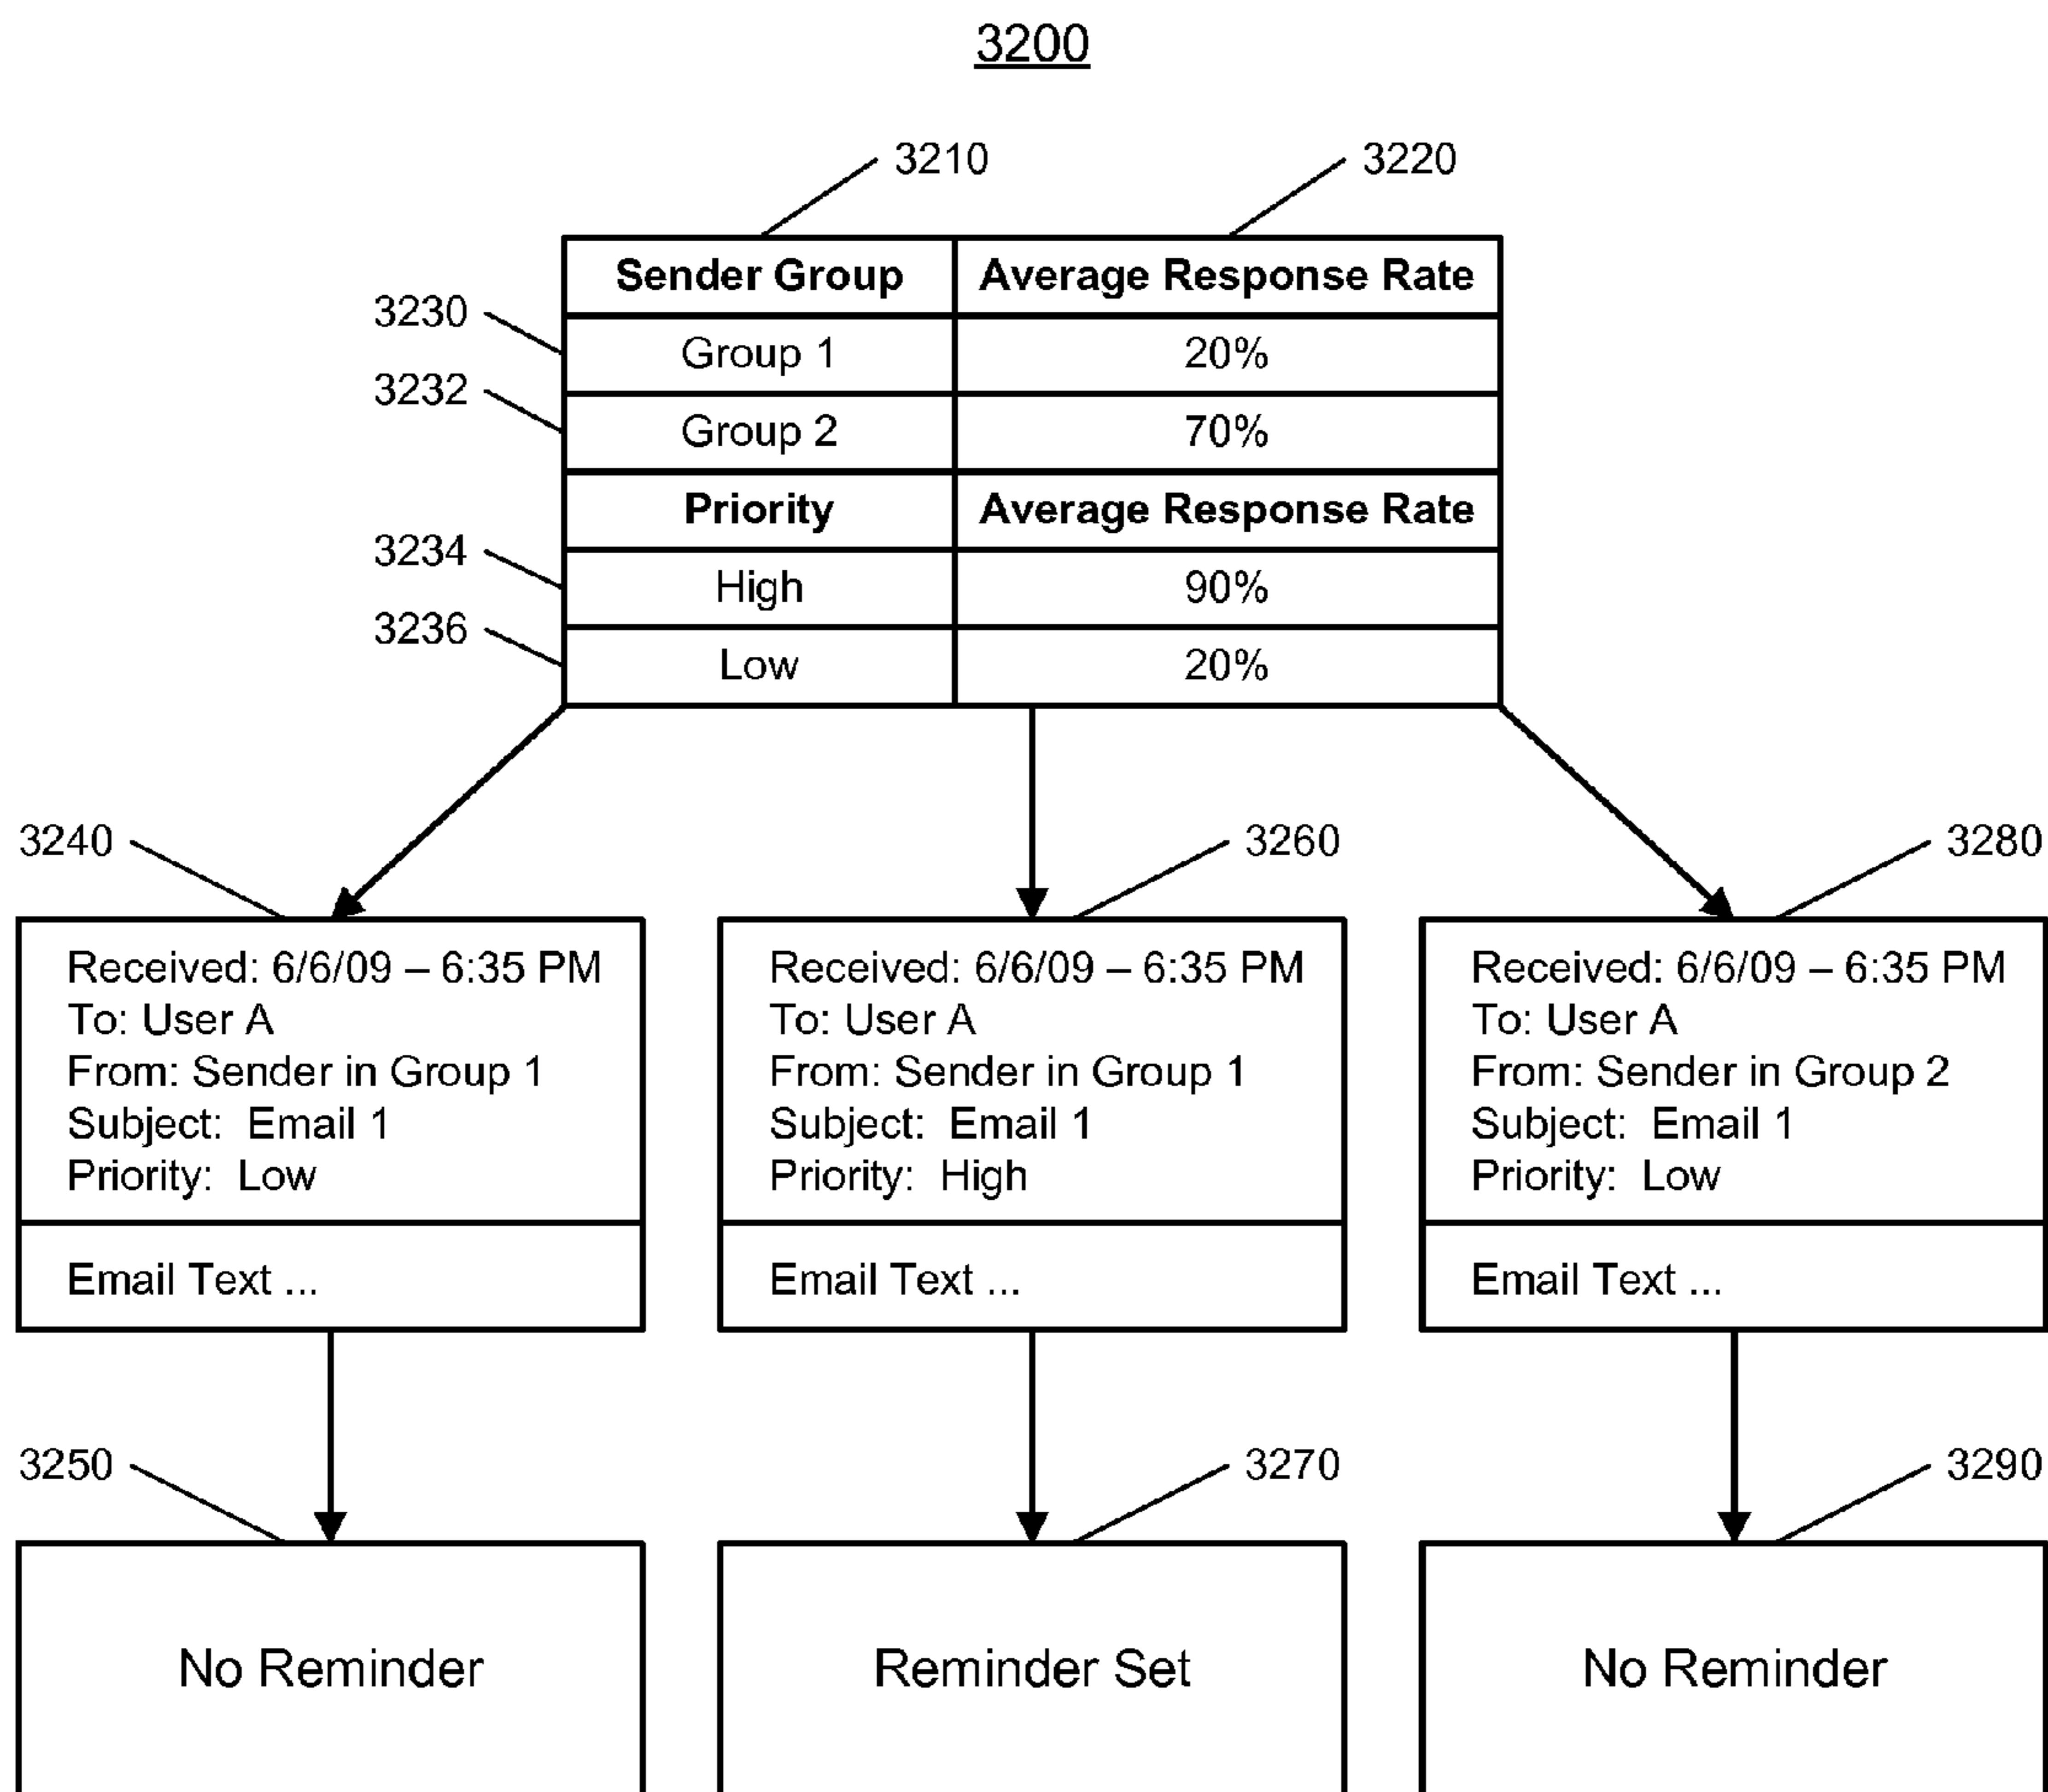 3200
3210
3220
Sender Group
Average Response Rate
3230
Group 1
20%
3232
Group 2
70%
Priority
Average Response Rate
3234
High
90%
3236
Low
20%
3240
3260
3280
Received: 6/6/09 – 6:35 PM
To: User A
From: Sender in Group 1
Subject: Email 1
Priority: Low
Email Text ...
Received: 6/6/09 – 6:35 PM
To: User A
From: Sender in Group 1
Subject: Email 1
Priority: High
Email Text ...
Received: 6/6/09 – 6:35 PM
To: User A
From: Sender in Group 2
Subject: Email 1
Priority: Low
Email Text ...
3250
3270
3290
No Reminder
Reminder Set
No Reminder